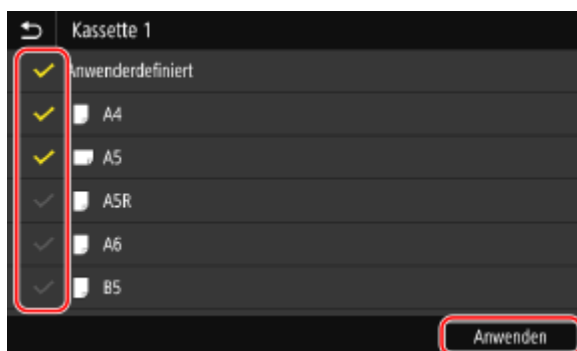 Kassette 1
Anwenderdefiniert
A4
A5
A5R
A6
B5
Anwenden